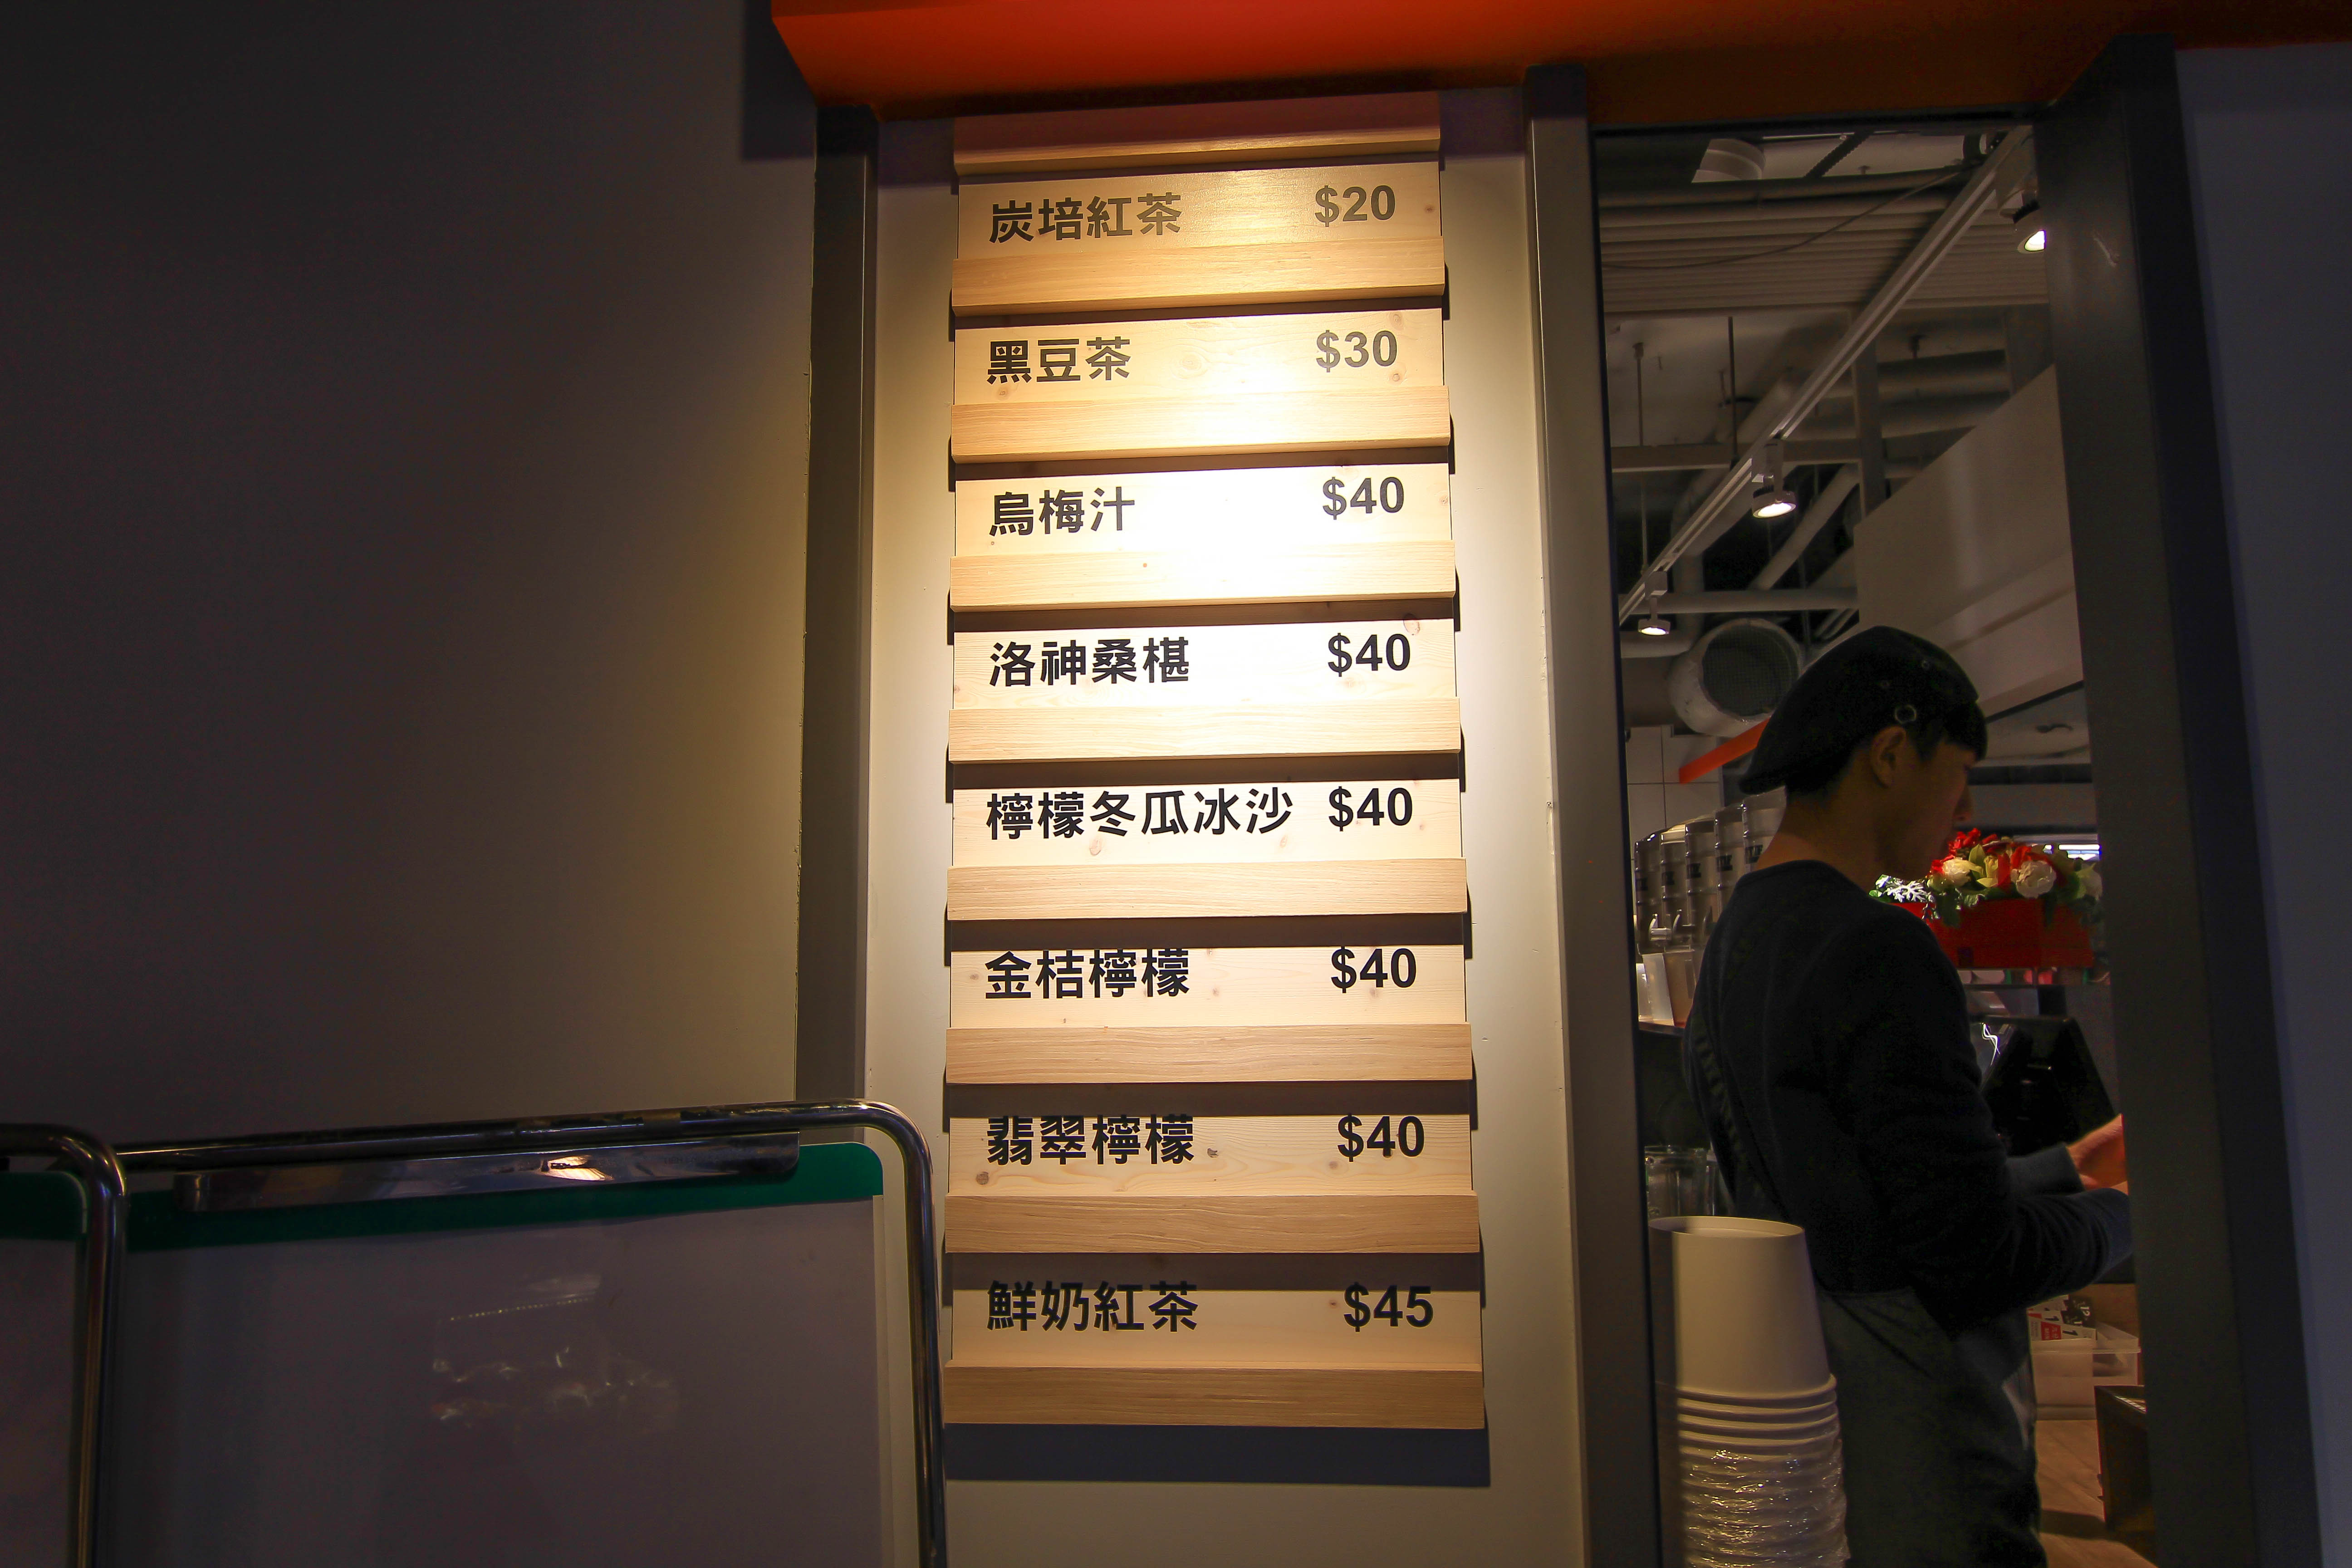 炭培紅茶 $20
黑豆茶 $30
烏梅汁 $40
洛神桑椹 $40
檸檬冬瓜冰沙 $40
金桔檸檬 $40
翡翠檸檬 $40
鮮奶紅茶 $45